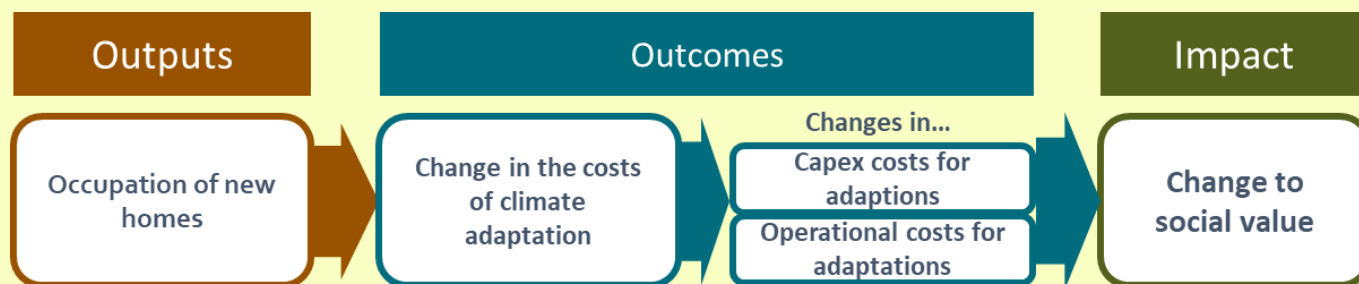 Outputs
Outcomes
Impact
Occupation of new
homes
Change in the costs
of climate
adaptation
Changes in...
Capex costs for
adaptions
Operational costs for
adaptations
Change to
social value